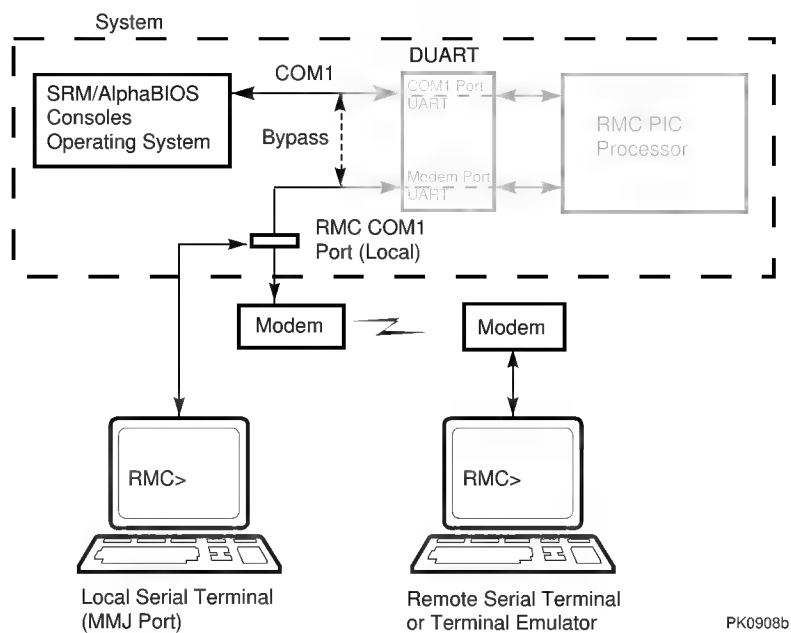 System
DUART
COM1
SRM/AlphaBIOS
Consoles
Operating System
COM1 Port
UART
RMC PIC
Processor
Bypass
Modem Port
UART
RMC COM1
Port (Local)
Modem
Modem
RMC>
RMC>
Local Serial Terminal
(MMJ Port)
Remote Serial Terminal
or Terminal Emulator
PK0908b